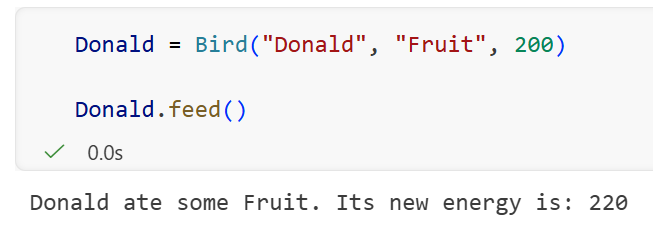 Donald = Bird("Donald", "Fruit", 200)
Donald.feed()
0.0s
Donald ate some Fruit. Its new energy is: 220